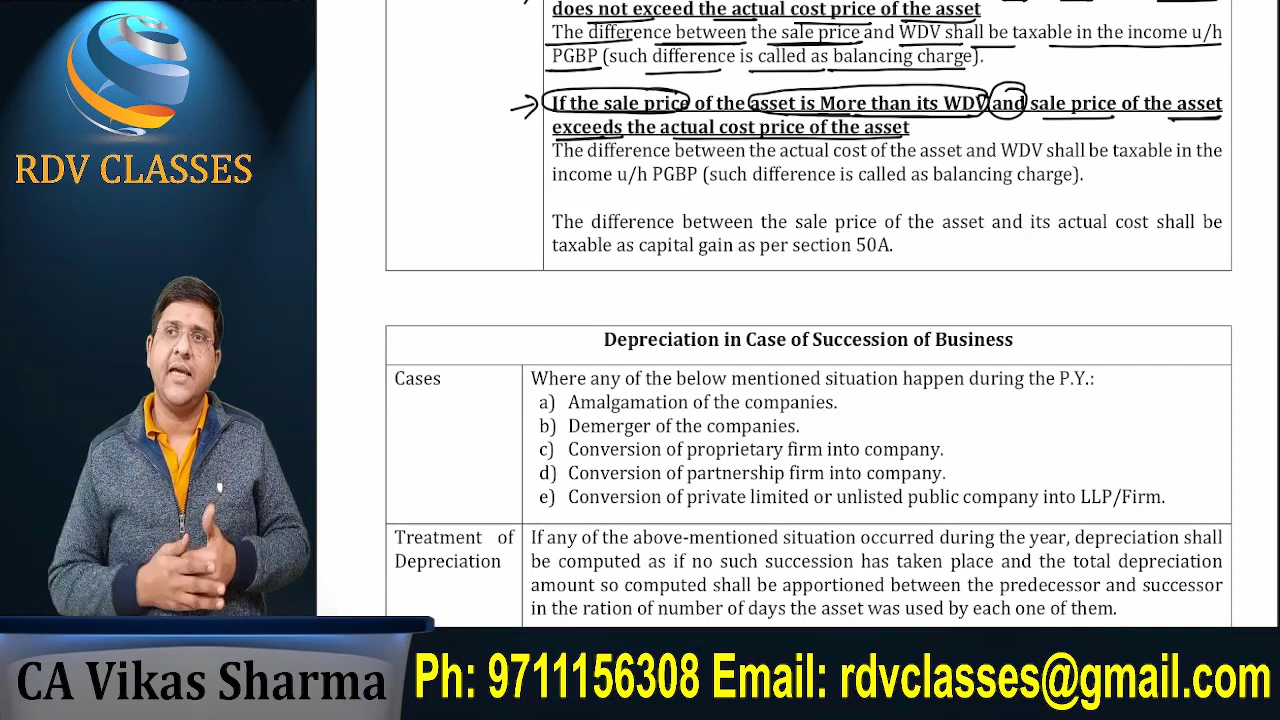 does not exceed the actual cost price of the asset
The difference between the sale price and WDV shall be taxable in the income u/h
PGBP (such difference is called as balancing charge).
If the sale price of the asset is More than its WDV and sale price of the asset
exceeds the actual cost price of the asset
The difference between the actual cost of the asset and WDV shall be taxable in the
income u/h PGBP (such difference is called as balancing charge).
The difference between the sale price of the asset and its actual cost shall be
taxable as capital gain as per section 50A.
RDV CLASSES
Depreciation in Case of Succession of Business
Cases
Where any of the below mentioned situation happen during the P.Y.:
a) Amalgamation of the companies.
b) Demerger of the companies.
c) Conversion of proprietary firm into company.
d) Conversion of partnership firm into company.
e) Conversion of private limited or unlisted public company into LLP/Firm.
Treatment of
Depreciation
If any of the above-mentioned situation occurred during the year, depreciation shall
be computed as if no such succession has taken place and the total depreciation
amount so computed shall be apportioned between the predecessor and successor
in the ration of number of days the asset was used by each one of them.
CA Vikas Sharma
Ph: 9711156308 Email: rdvclasses@gmail.com